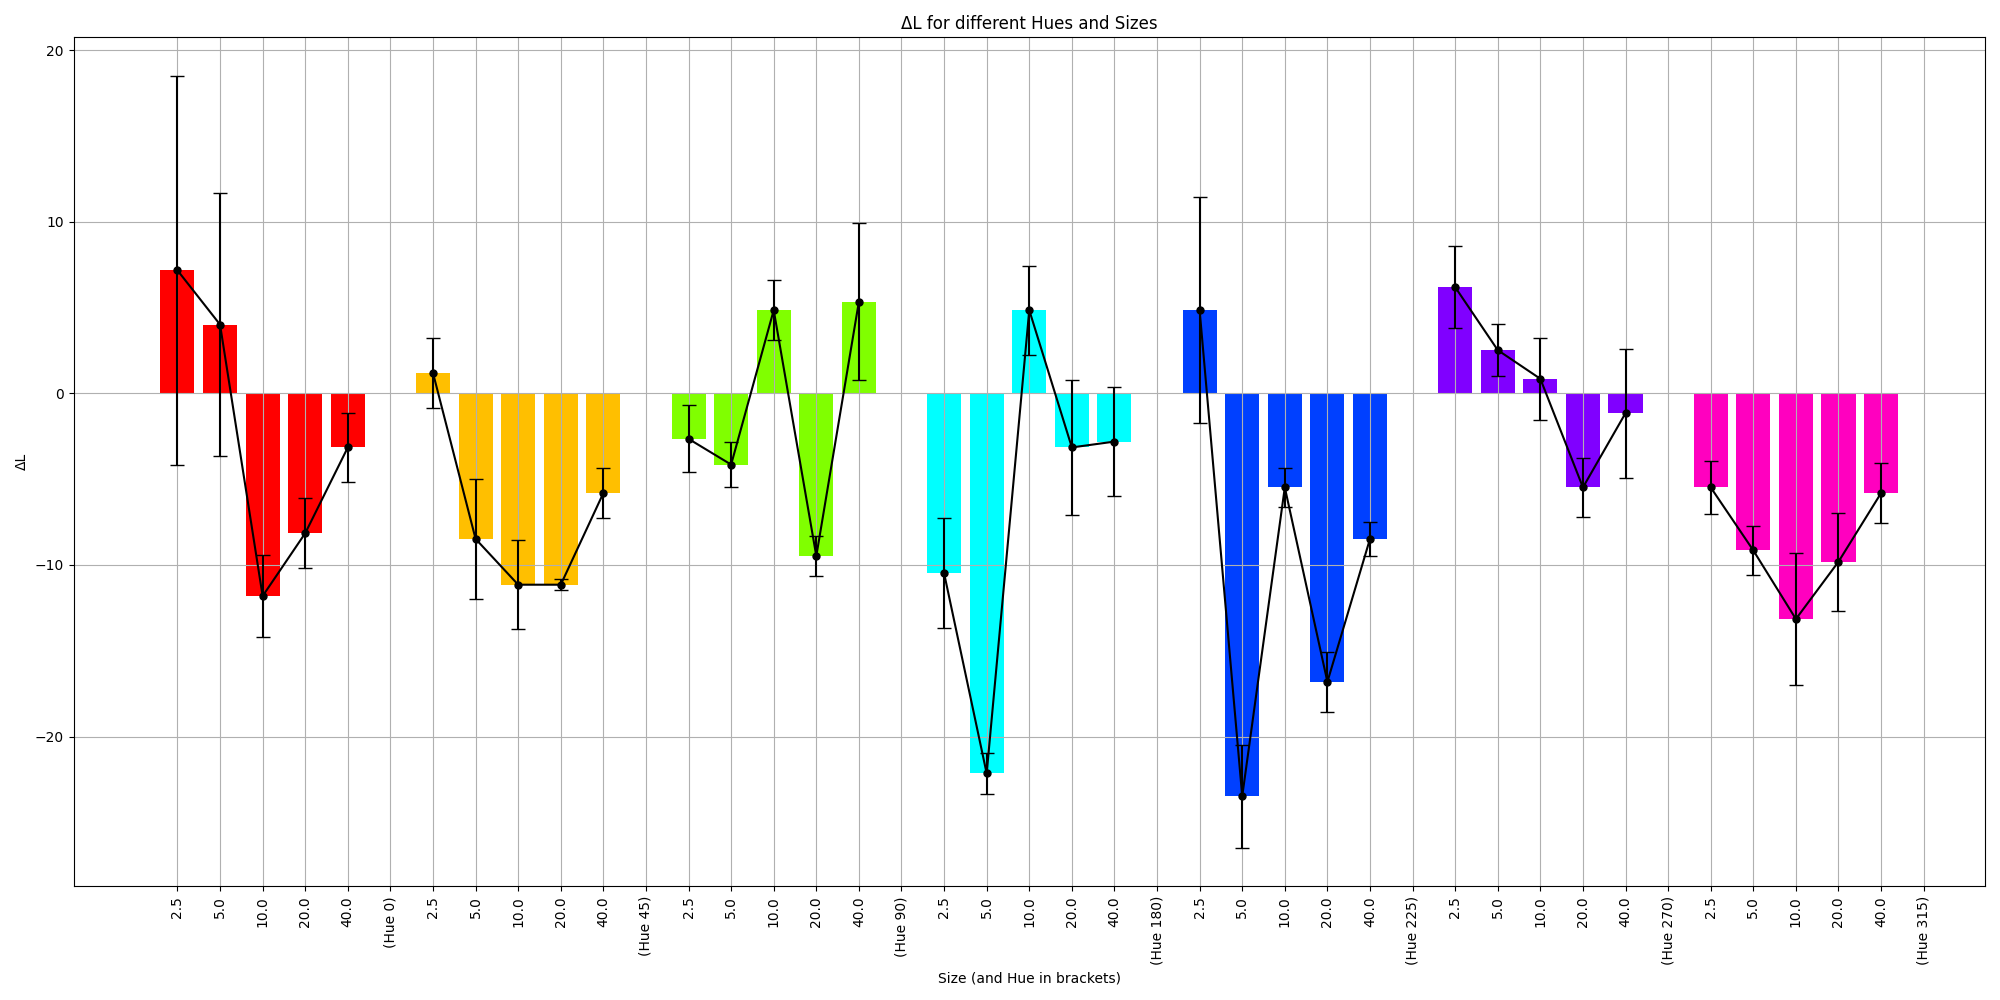 ΔL for different Hues and Sizes
20
10
0
−10
−20
ΔL
2.5 5.0 10.0 20.0 40.0 (Hue 0) 2.5 5.0 10.0 20.0 40.0 (Hue 45) 2.5 5.0 10.0 20.0 40.0 (Hue 90) 2.5 5.0 10.0 20.0 40.0 (Hue 180) 2.5 5.0 10.0 20.0 40.0 (Hue 225) 2.5 5.0 10.0 20.0 40.0 (Hue 270) 2.5 5.0 10.0 20.0 40.0 (Hue 315)
Size (and Hue in brackets)